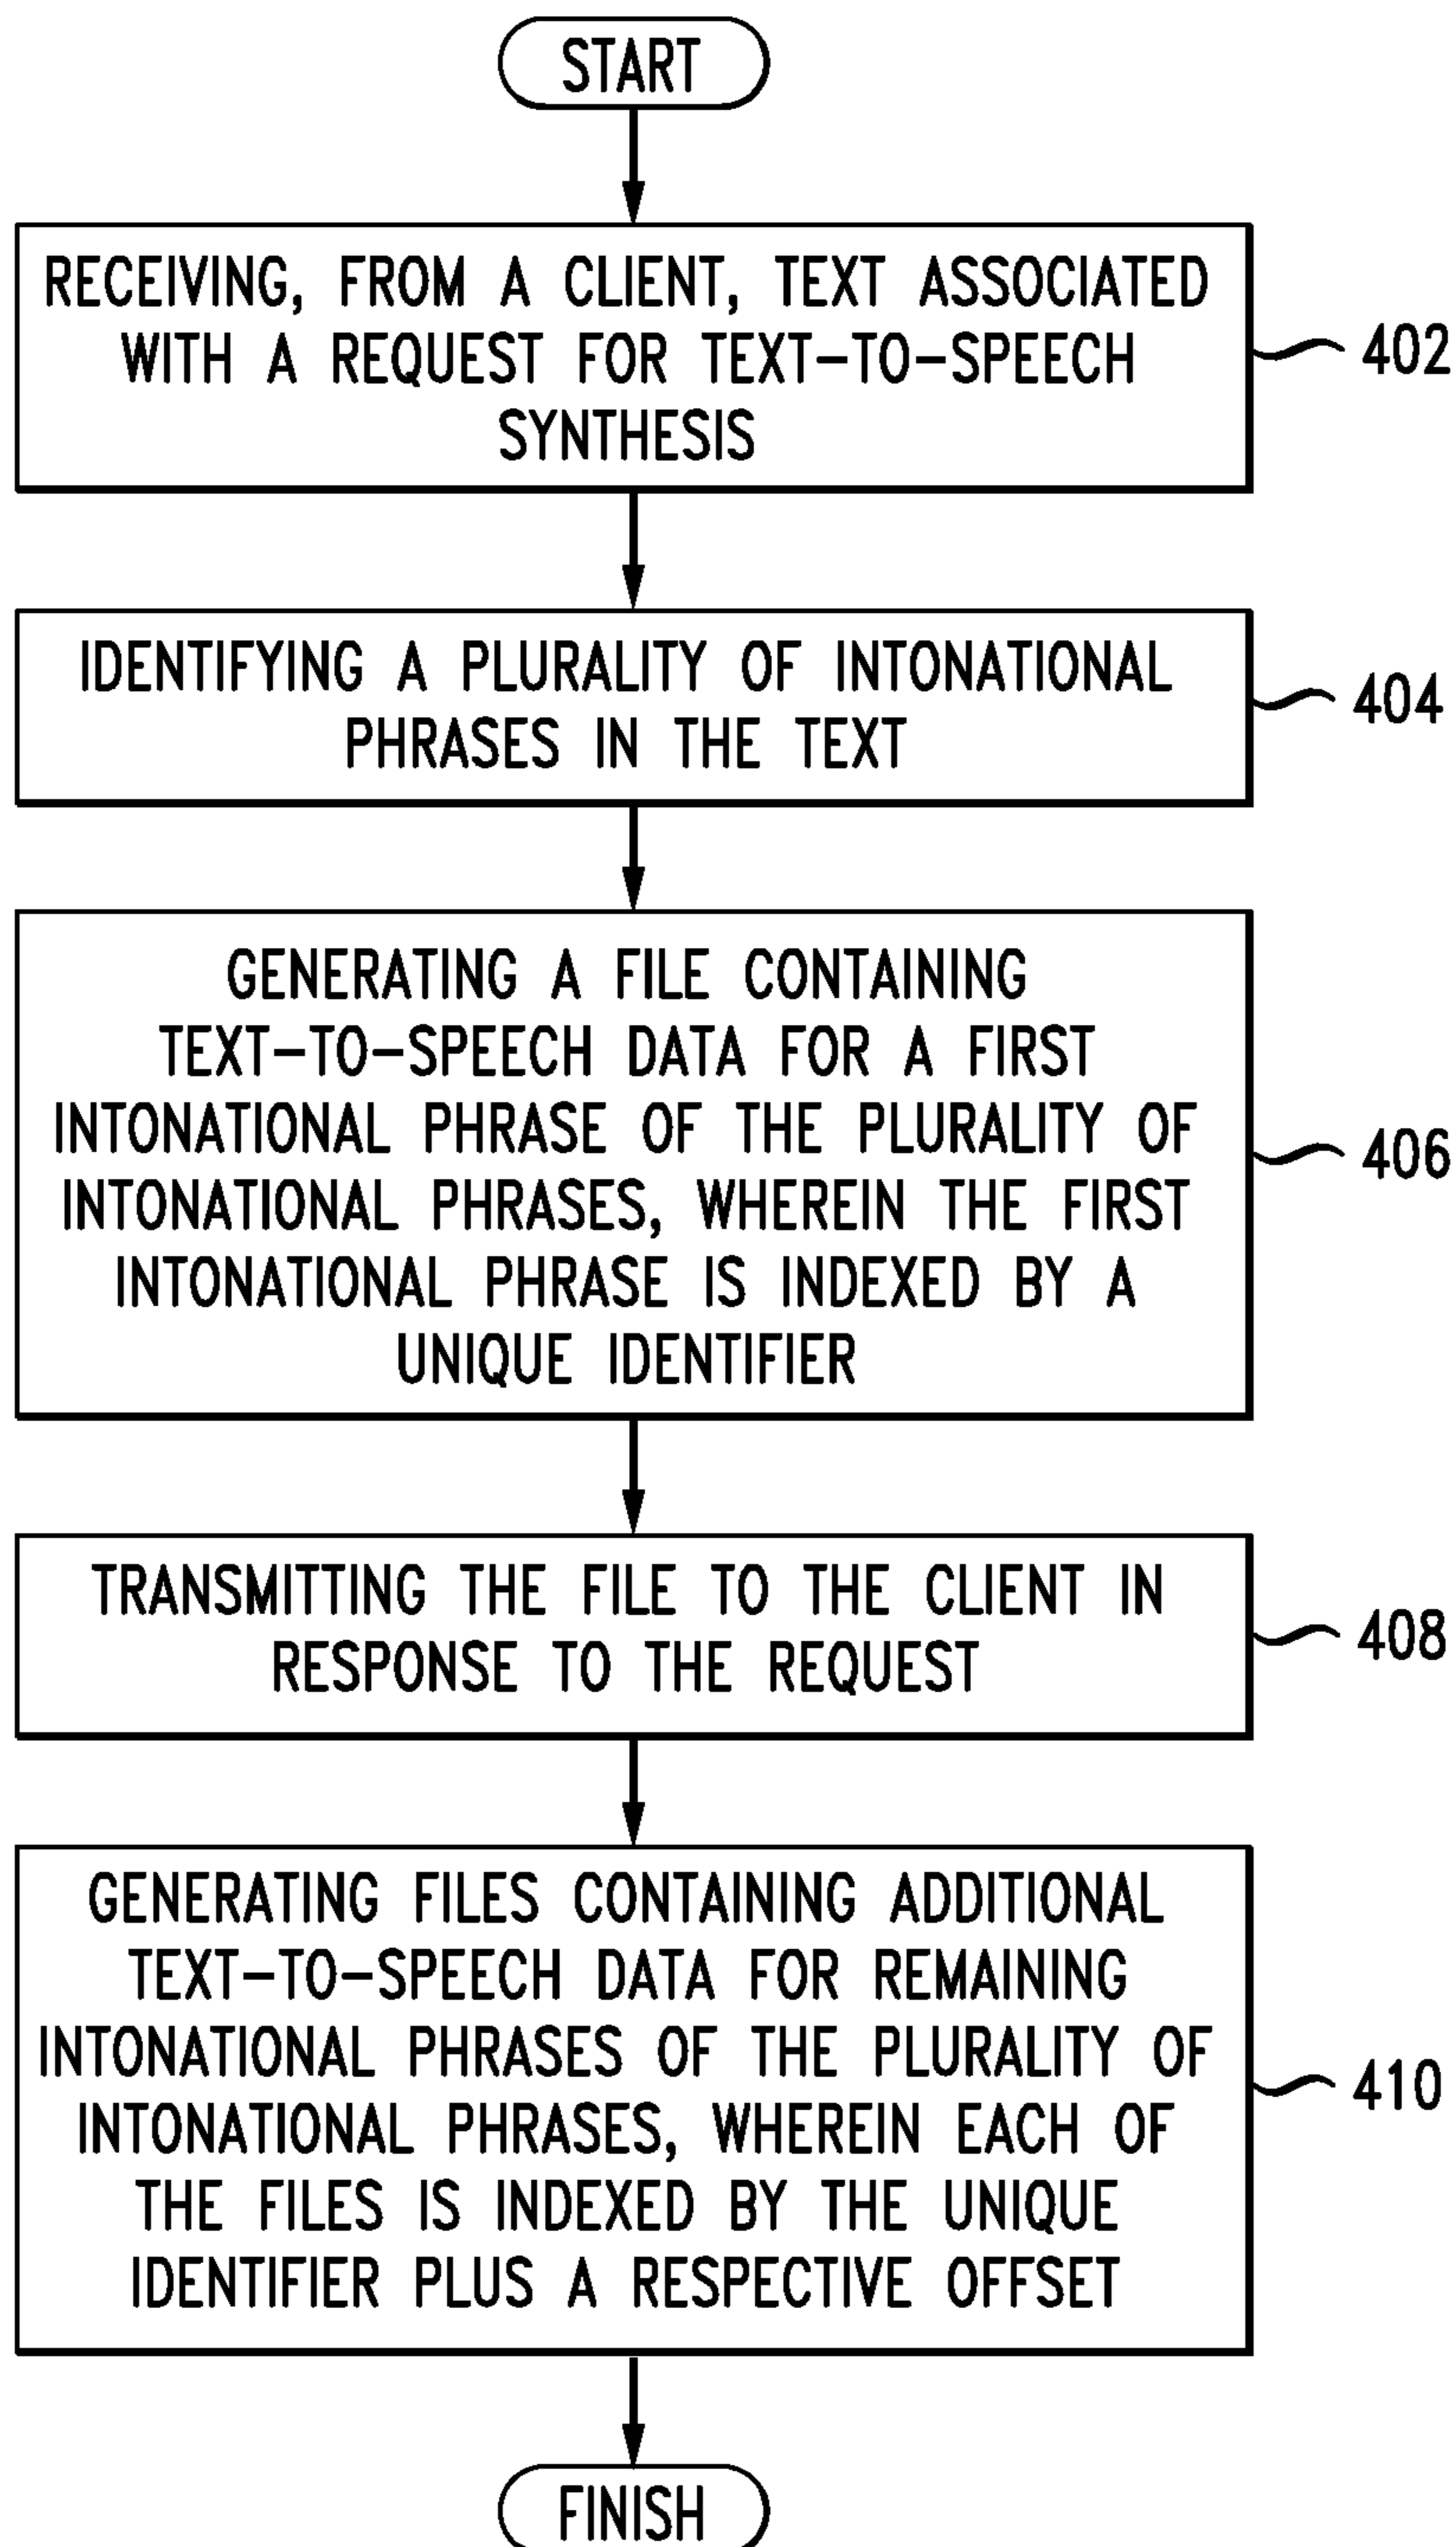 START
RECEIVING, FROM A CLIENT, TEXT ASSOCIATED
WITH A REQUEST FOR TEXT-TO-SPEECH
SYNTHESIS
402
IDENTIFYING A PLURALITY OF INTONATIONAL
PHRASES IN THE TEXT
404
GENERATING A FILE CONTAINING
TEXT-TO-SPEECH DATA FOR A FIRST
INTONATIONAL PHRASE OF THE PLURALITY OF
INTONATIONAL PHRASES, WHEREIN THE FIRST
INTONATIONAL PHRASE IS INDEXED BY A
UNIQUE IDENTIFIER
406
TRANSMITTING THE FILE TO THE CLIENT IN
RESPONSE TO THE REQUEST
408
GENERATING FILES CONTAINING ADDITIONAL
TEXT-TO-SPEECH DATA FOR REMAINING
INTONATIONAL PHRASES OF THE PLURALITY OF
INTONATIONAL PHRASES, WHEREIN EACH OF
THE FILES IS INDEXED BY THE UNIQUE
IDENTIFIER PLUS A RESPECTIVE OFFSET
410
FINISH